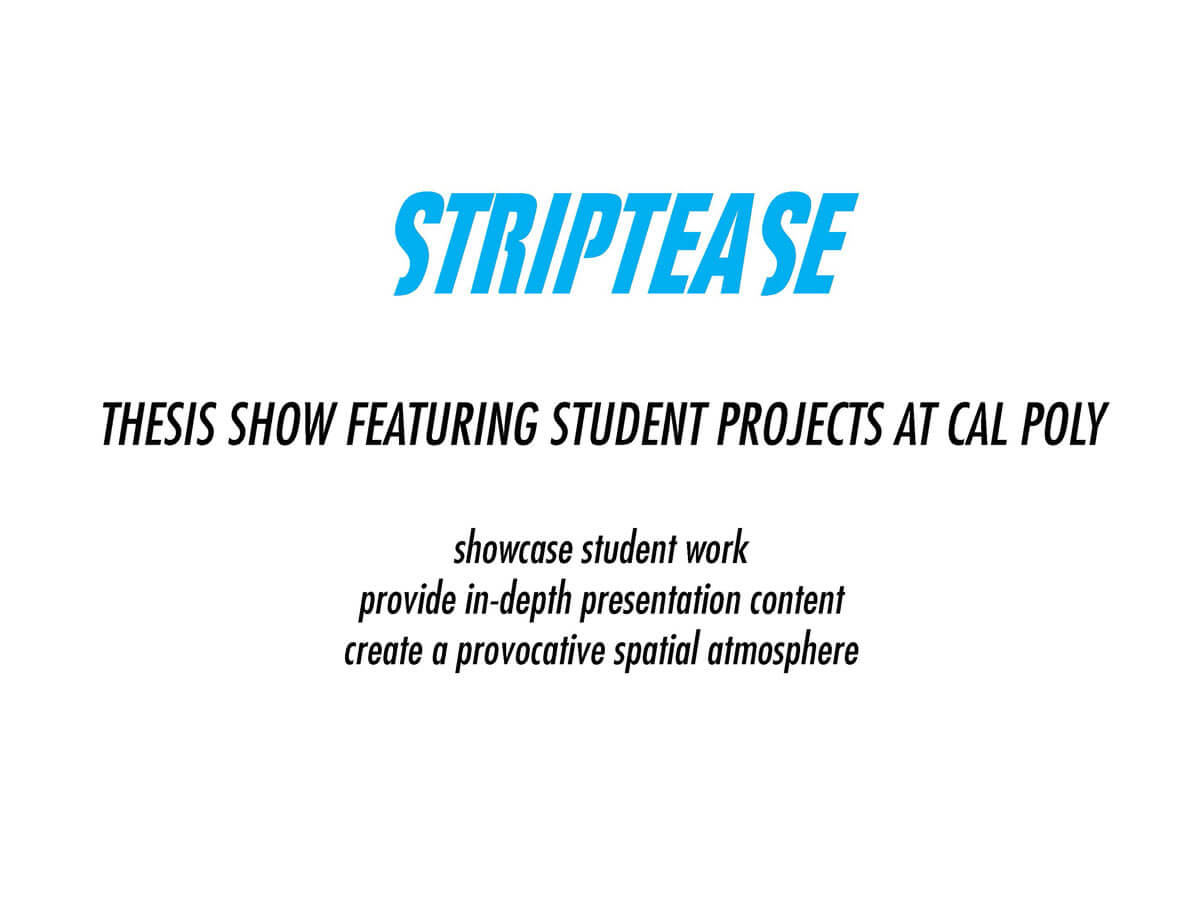 STRIPTEASE
THESIS SHOW FEATURING STUDENT PROJECTS AT CAL POLY
showcase student work
provide in-depth presentation content
create a provocative spatial atmosphere